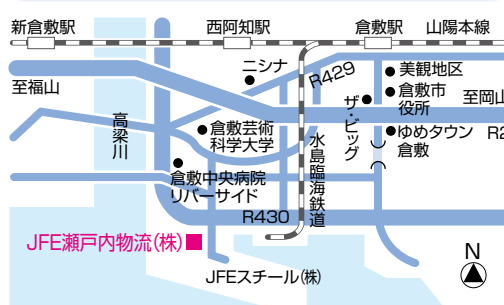 新倉敷駅
西阿知駅
倉敷駅
山陽本線
ニシナ
R429
美観地区
倉敷市
役所
至福山
ザ・ビッグ
至岡山
高梁川
倉敷芸術
科学大学
水島臨海鉄道
ゆめタウン
倉敷
倉敷中央病院
リバーサイド
R430
JFE瀬戸内物流(株)
JFEスチール(株)
N